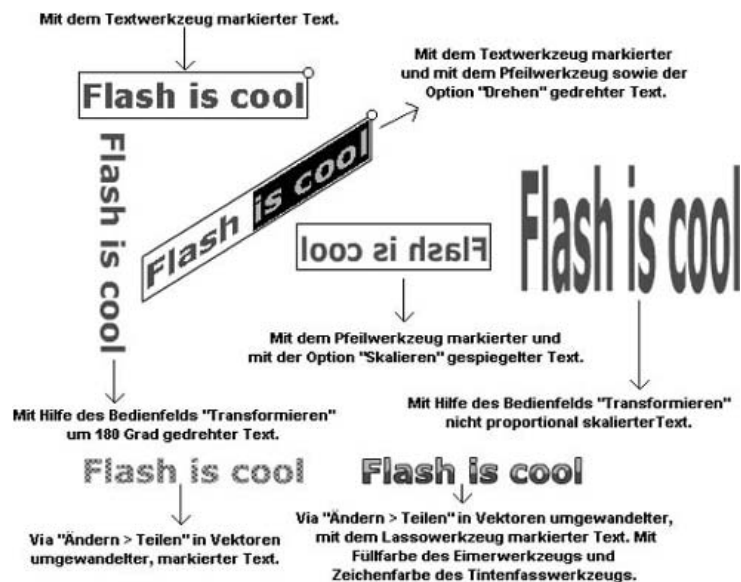 Mit dem Textwerkzeug markierter Text.
Flash is cool
Mit dem Textwerkzeug markierter
und mit dem Pfeilwerkzeug sowie der
Option "Drehen" gedrehter Text.
Flash is cool
Flash is cool
Flash is cool
Flash is cool
Mit dem Pfeilwerkzeug markierter und
mit der Option "Skalieren" gespiegelter Text.
Mit Hilfe des Bedienfelds "Transformieren"
um 180 Grad gedrehter Text.
Mit Hilfe des Bedienfelds "Transformieren"
nicht proportional skalierterText.
Flash is cool
Flash is cool
Via "Ändern > Teilen" in Vektoren
umgewandelter, markierter Text.
Via "Ändern > Teilen" in Vektoren umgewandelter,
mit dem Lassowerkzeug markierter Text. Mit
Füllfarbe des Eimerwerkzeugs und
Zeichenfarbe des Tintenfasswerkzeugs.